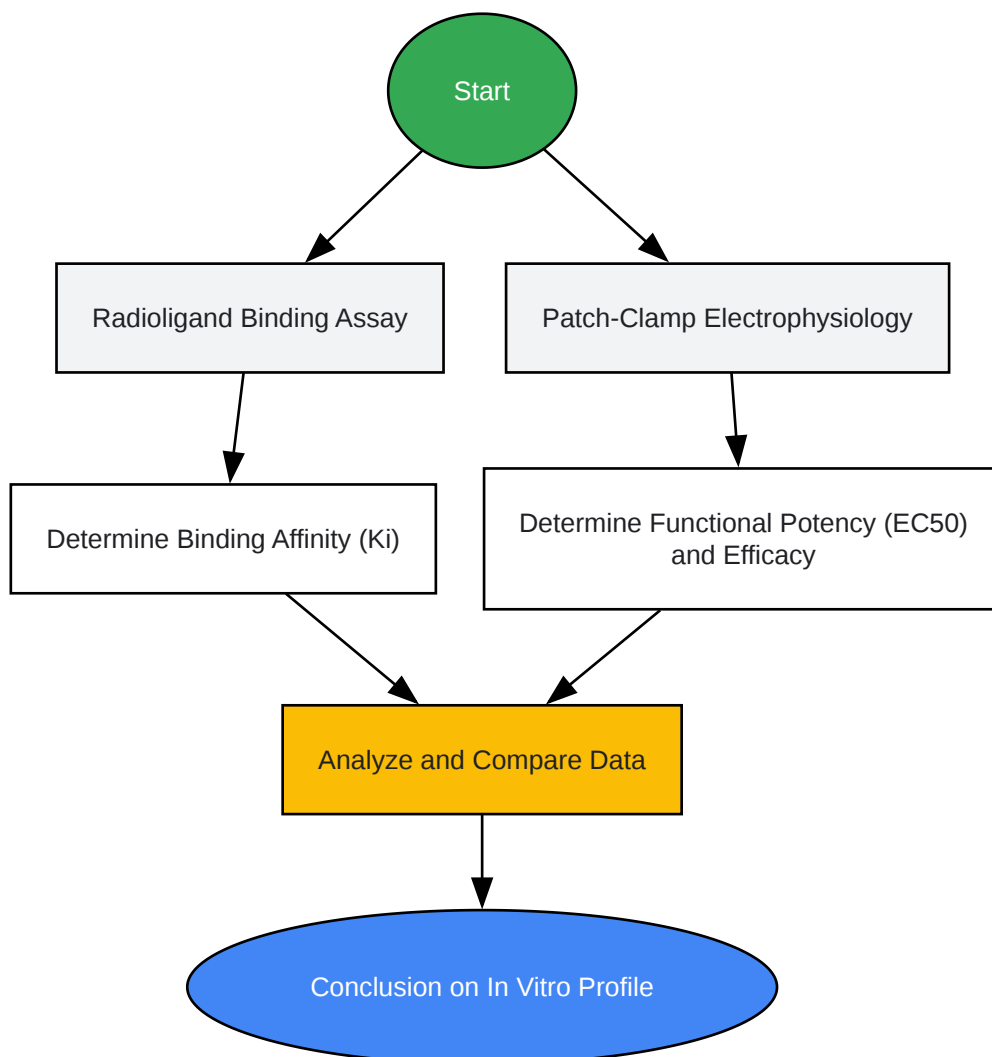 Start
Radioligand Binding Assay
Patch-Clamp Electrophysiology
Determine Binding Affinity (Ki)
Determine Functional Potency (EC50)
and Efficacy
Analyze and Compare Data
Conclusion on In Vitro Profile